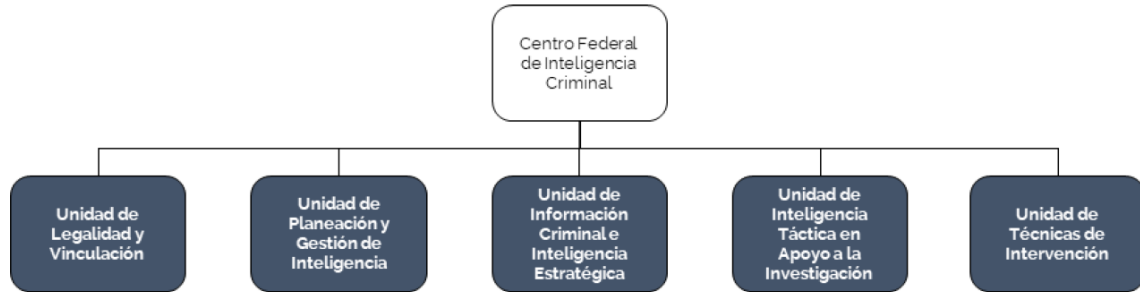 Centro Federal
de Inteligencia
Criminal
Unidad de
Legalidad y
Vinculación
Unidad de
Planeación y
Gestión de
Inteligencia
Unidad de
Información
Criminal e
Inteligencia
Estratégica
Unidad de
Inteligencia
Táctica en
Apoyo a la
Investigación
Unidad de
Técnicas de
Intervención